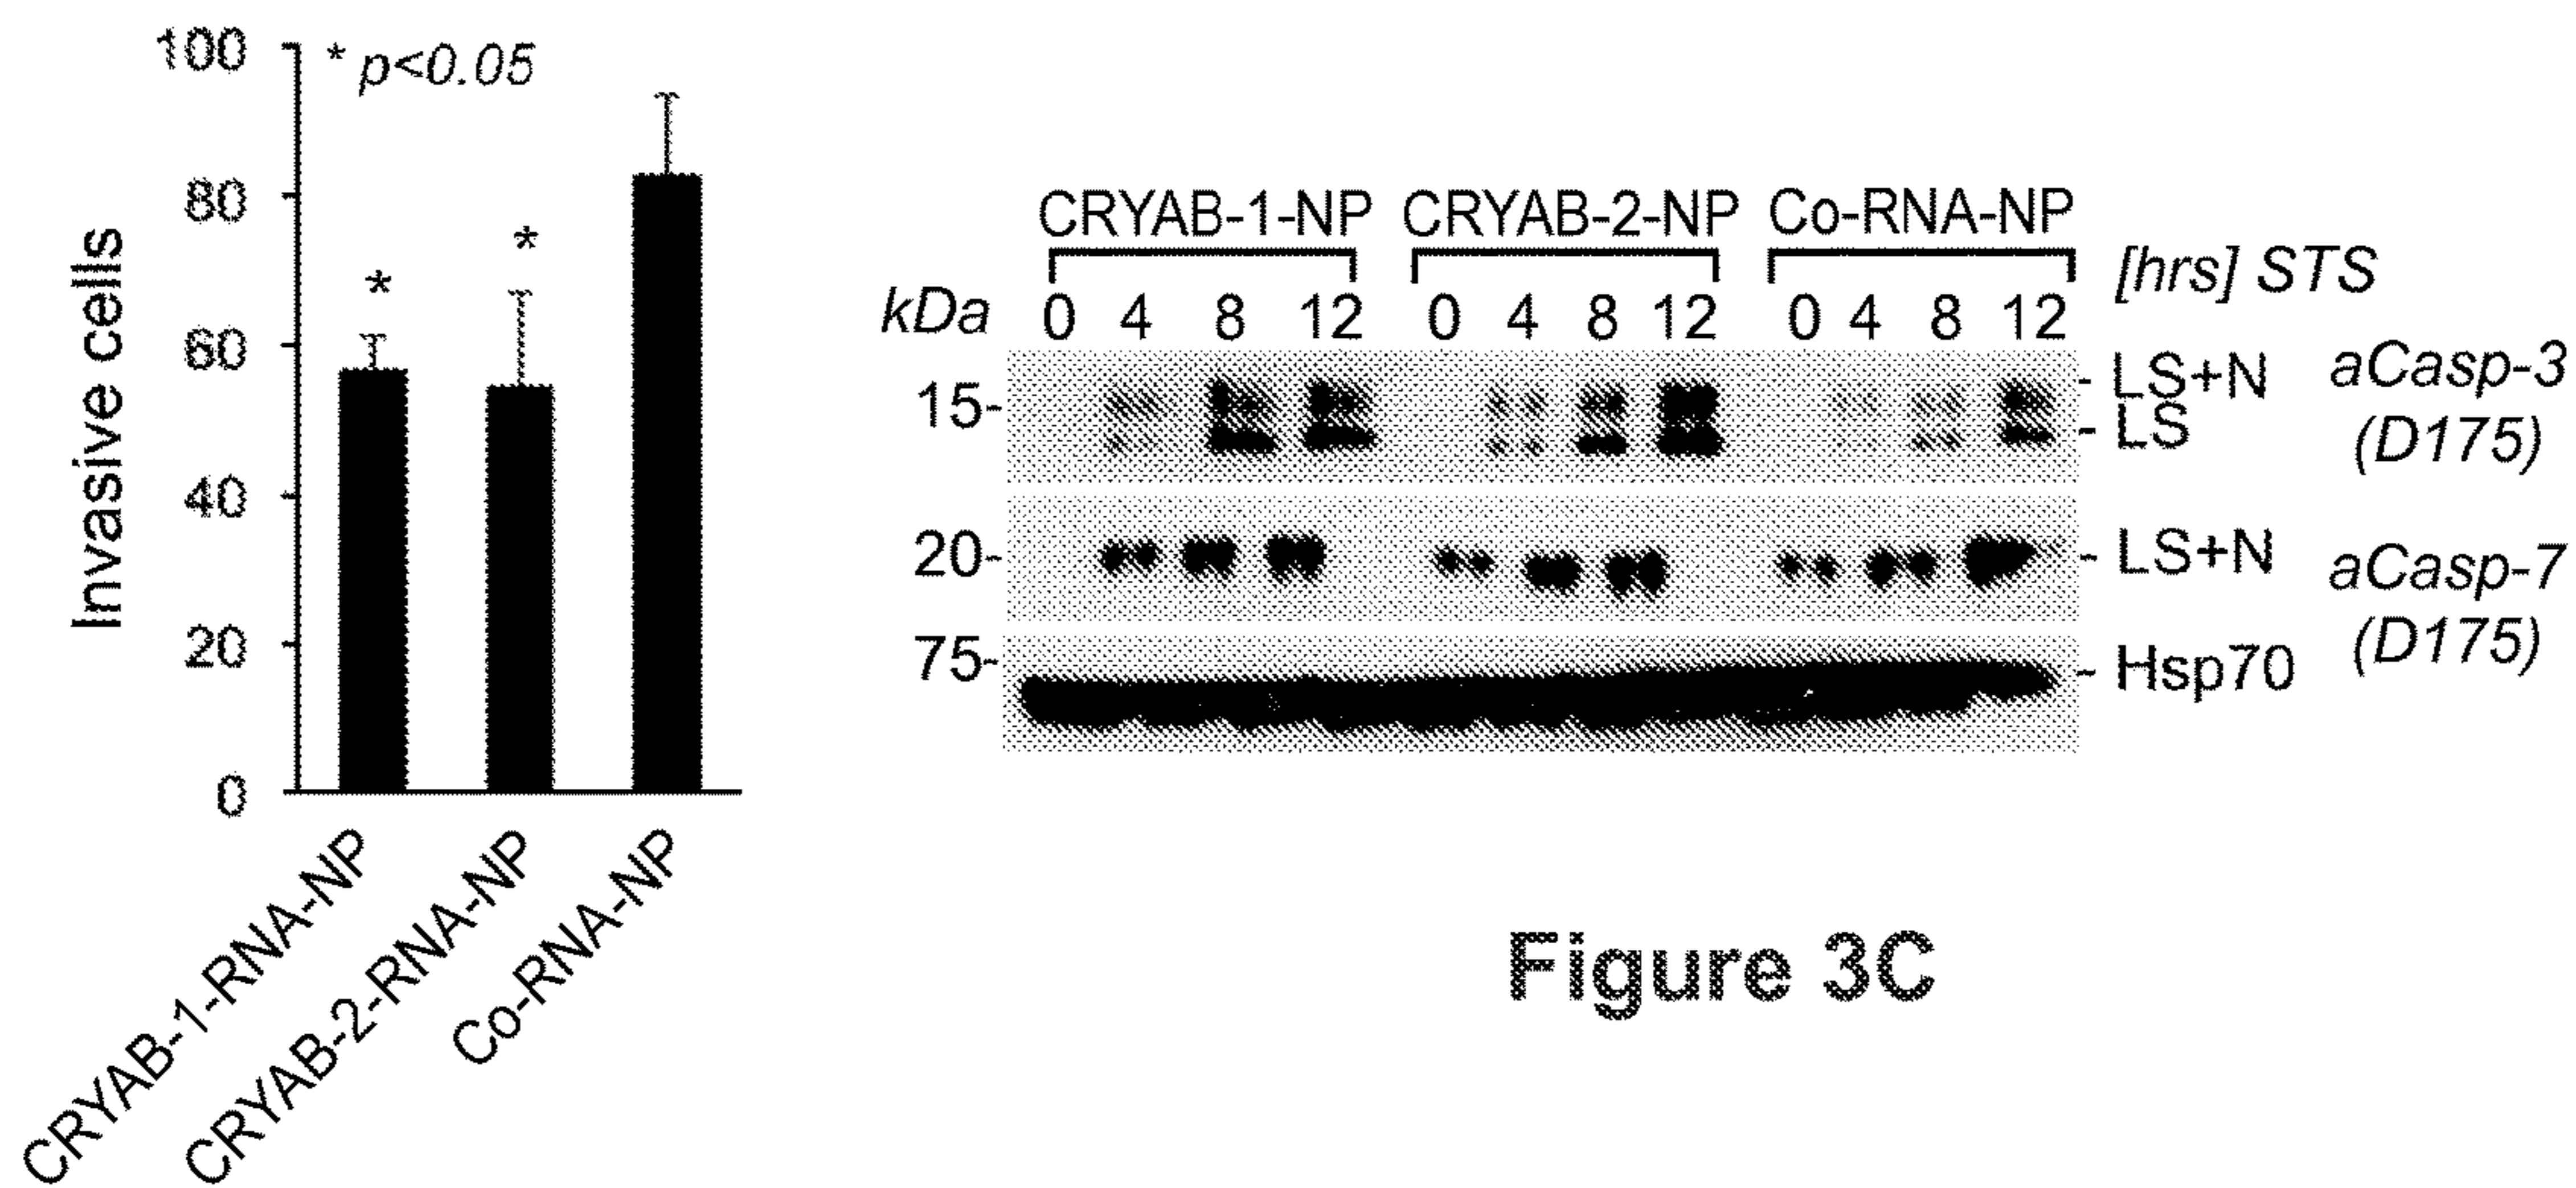 100
* p<0.05
80
60
40
20
0
Invasive cells
*
*
CRYAB-1-RNA-NP
CRYAB-2-RNA-NP
Co-RNA-NP
CRYAB-1-NP CRYAB-2-NP Co-RNA-NP
kDa 0 4 8 12 0 4 8 12 0 4 8 12 [hrs] STS
15- - LS+N aCasp-3
- LS (D175)
20- - LS+N aCasp-7
(D175)
75- - Hsp70
Figure 3C